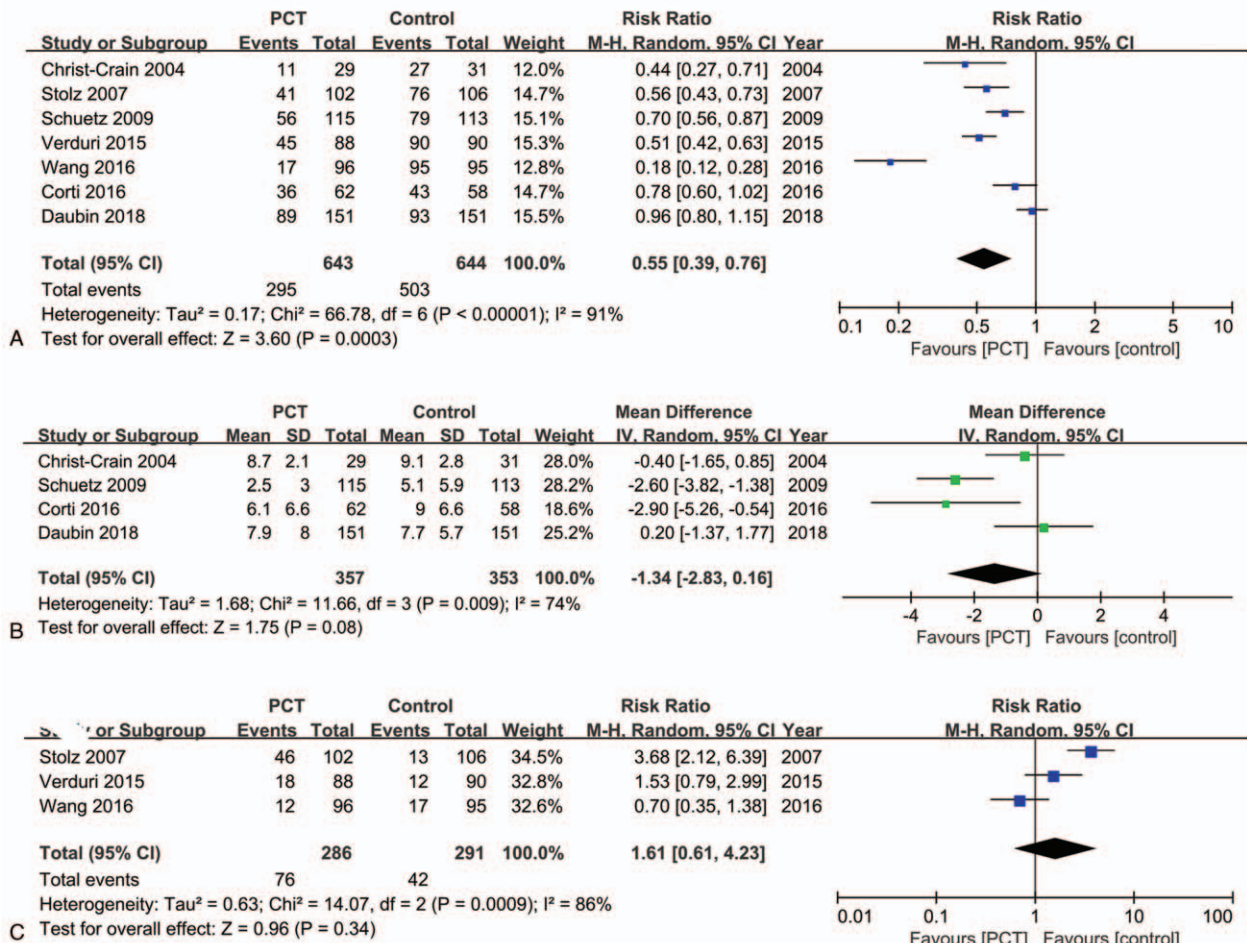 PCT Control Risk Ratio Risk Ratio
Study or Subgroup Events Total Events Total Weight M-H, Random, 95% CI Year M-H, Random, 95% CI
Christ-Crain 2004 11 29 27 31 12.0% 0.44 [0.27, 0.71] 2004
Stolz 2007 41 102 76 106 14.7% 0.56 [0.43, 0.73] 2007
Schuetz 2009 56 115 79 113 15.1% 0.70 [0.56, 0.87] 2009
Verduri 2015 45 88 90 90 15.3% 0.51 [0.42, 0.63] 2015
Wang 2016 17 96 95 95 12.8% 0.18 [0.12, 0.28] 2016
Corti 2016 36 62 43 58 14.7% 0.78 [0.60, 1.02] 2016
Daubin 2018 89 151 93 151 15.5% 0.96 [0.80, 1.15] 2018
Total (95% CI) 643 644 100.0% 0.55 [0.39, 0.76]
Total events 295 503
Heterogeneity: Tau² = 0.17; Chi² = 66.78, df = 6 (P < 0.00001); I² = 91%
A Test for overall effect: Z = 3.60 (P = 0.0003)
0.1 0.2 0.5 1 2 5 10
Favours [PCT] Favours [control]
PCT Control Mean Difference Mean Difference
Study or Subgroup Mean SD Total Mean SD Total Weight IV, Random, 95% CI Year IV, Random, 95% CI
Christ-Crain 2004 8.7 2.1 29 9.1 2.8 31 28.0% -0.40 [-1.65, 0.85] 2004
Schuetz 2009 2.5 3 115 5.1 5.9 113 28.2% -2.60 [-3.82, -1.38] 2009
Corti 2016 6.1 6.6 62 9 6.6 58 18.6% -2.90 [-5.26, -0.54] 2016
Daubin 2018 7.9 8 151 7.7 5.7 151 25.2% 0.20 [-1.37, 1.77] 2018
Total (95% CI) 357 353 100.0% -1.34 [-2.83, 0.16]
Heterogeneity: Tau² = 1.68; Chi² = 11.66, df = 3 (P = 0.009); I² = 74%
B Test for overall effect: Z = 1.75 (P = 0.08)
-4 -2 0 2 4
Favours [PCT] Favours [control]
PCT Control Risk Ratio Risk Ratio
or Subgroup Events Total Events Total Weight M-H, Random, 95% CI Year M-H, Random, 95% CI
Stolz 2007 46 102 13 106 34.5% 3.68 [2.12, 6.39] 2007
Verduri 2015 18 88 12 90 32.8% 1.53 [0.79, 2.99] 2015
Wang 2016 12 96 17 95 32.6% 0.70 [0.35, 1.38] 2016
Total (95% CI) 286 291 100.0% 1.61 [0.61, 4.23]
Total events 76 42
Heterogeneity: Tau² = 0.63; Chi² = 14.07, df = 2 (P = 0.0009); I² = 86%
C Test for overall effect: Z = 0.96 (P = 0.34)
0.01 0.1 1 10 100
Favours [PCT] Favours [control]